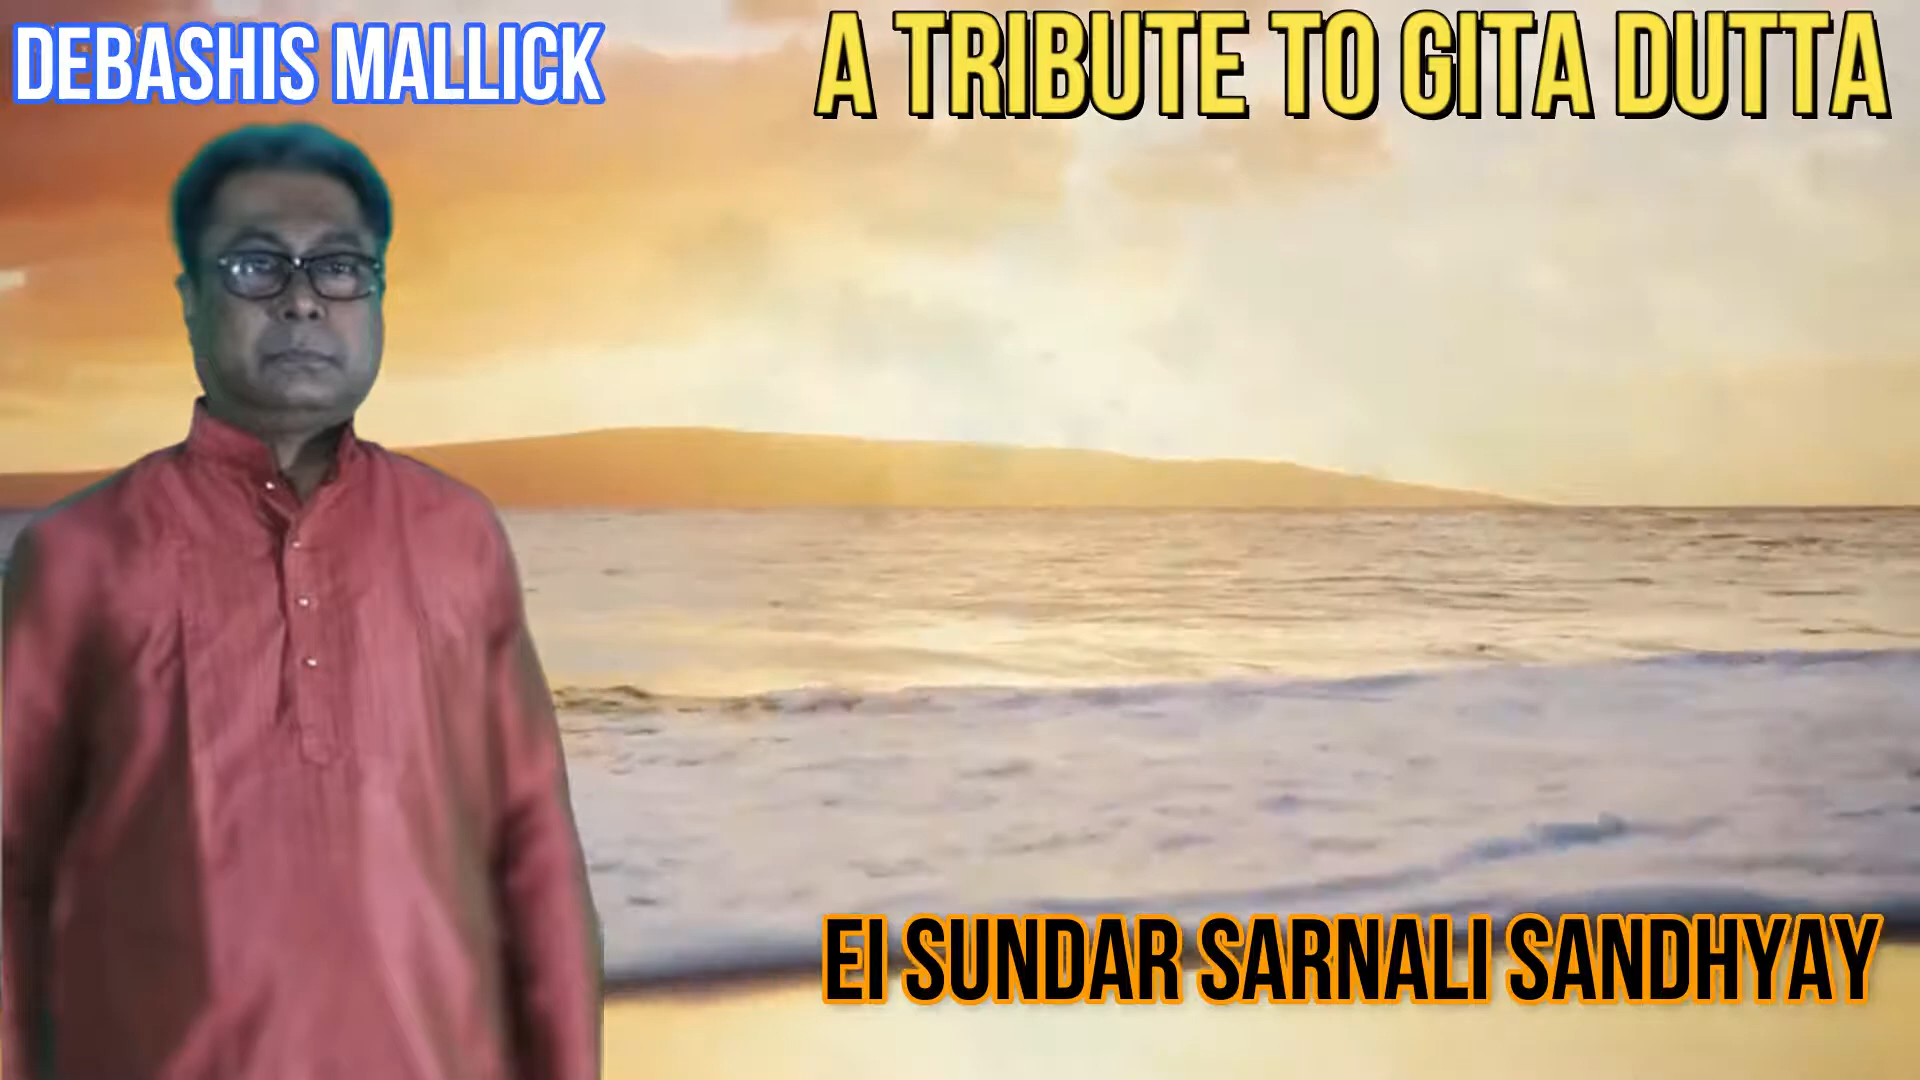 DEBASHIS MALLICK
A TRIBUTE TO GITA DUTTA
EI SUNDAR SARNALI SANDHYAY